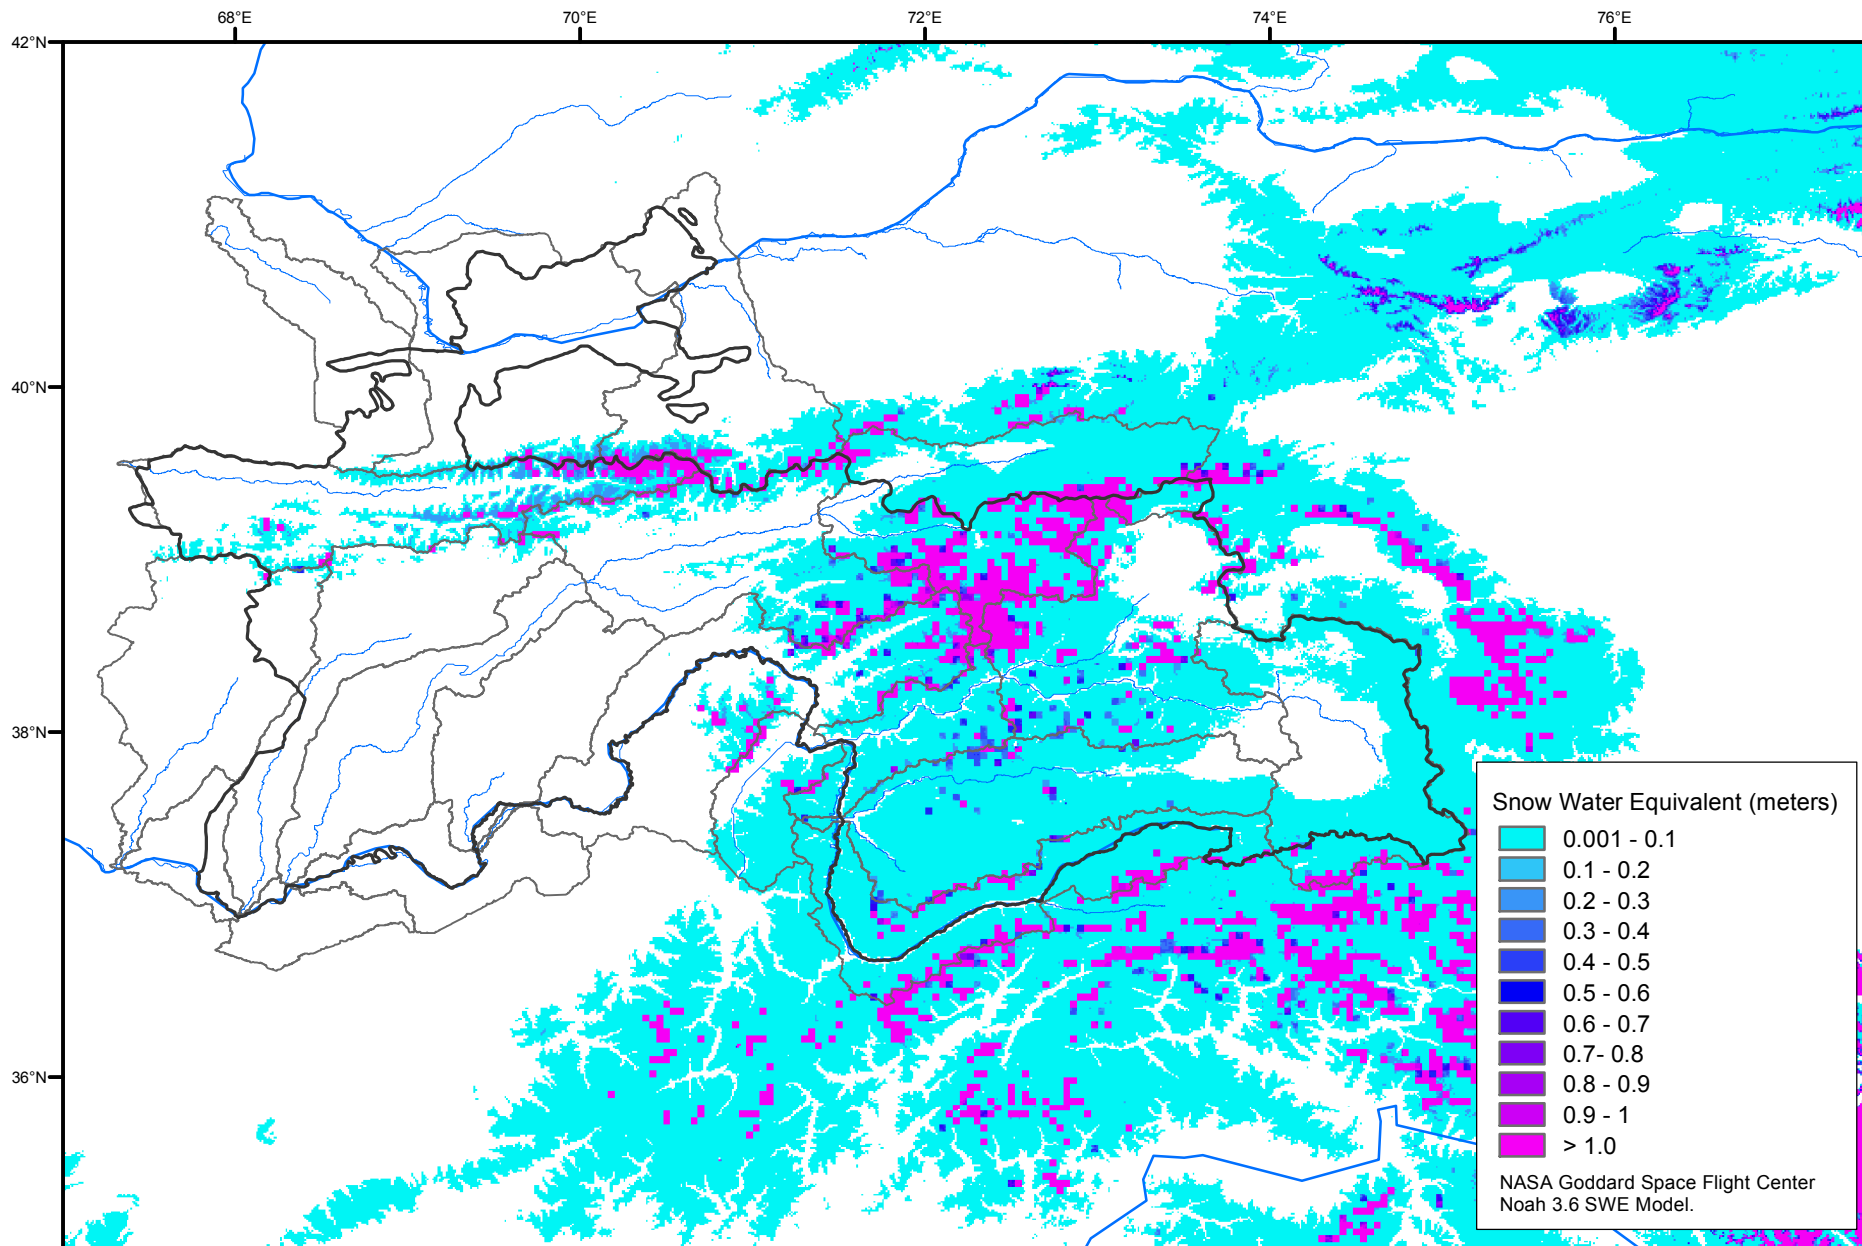 68°E 70°E 72°E 74°E 76°E
42°N
40°N
38°N
36°N
Snow Water Equivalent (meters)
0.001 - 0.1
0.1 - 0.2
0.2 - 0.3
0.3 - 0.4
0.4 - 0.5
0.5 - 0.6
0.6 - 0.7
0.7- 0.8
0.8 - 0.9
0.9 - 1
> 1.0
NASA Goddard Space Flight Center
Noah 3.6 SWE Model.